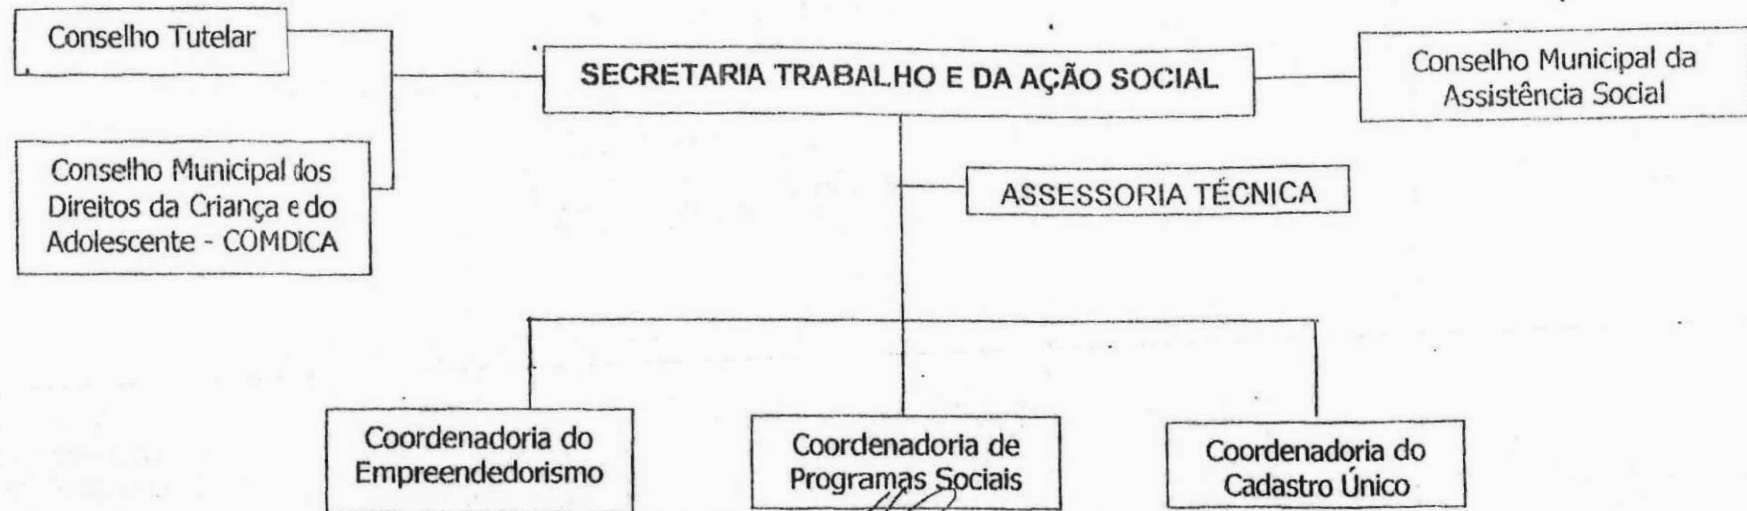 Conselho Tutelar
SECRETARIA TRABALHO E DA AÇÃO SOCIAL
Conselho Municipal da
Assistência Social
Conselho Municipal dos
Direitos da Criança e do
Adolescente - COMDICA
ASSESSORIA TÉCNICA
Coordenadoria do
Empreendedorismo
Coordenadoria de
Programas Sociais
Coordenadoria do
Cadastro Único